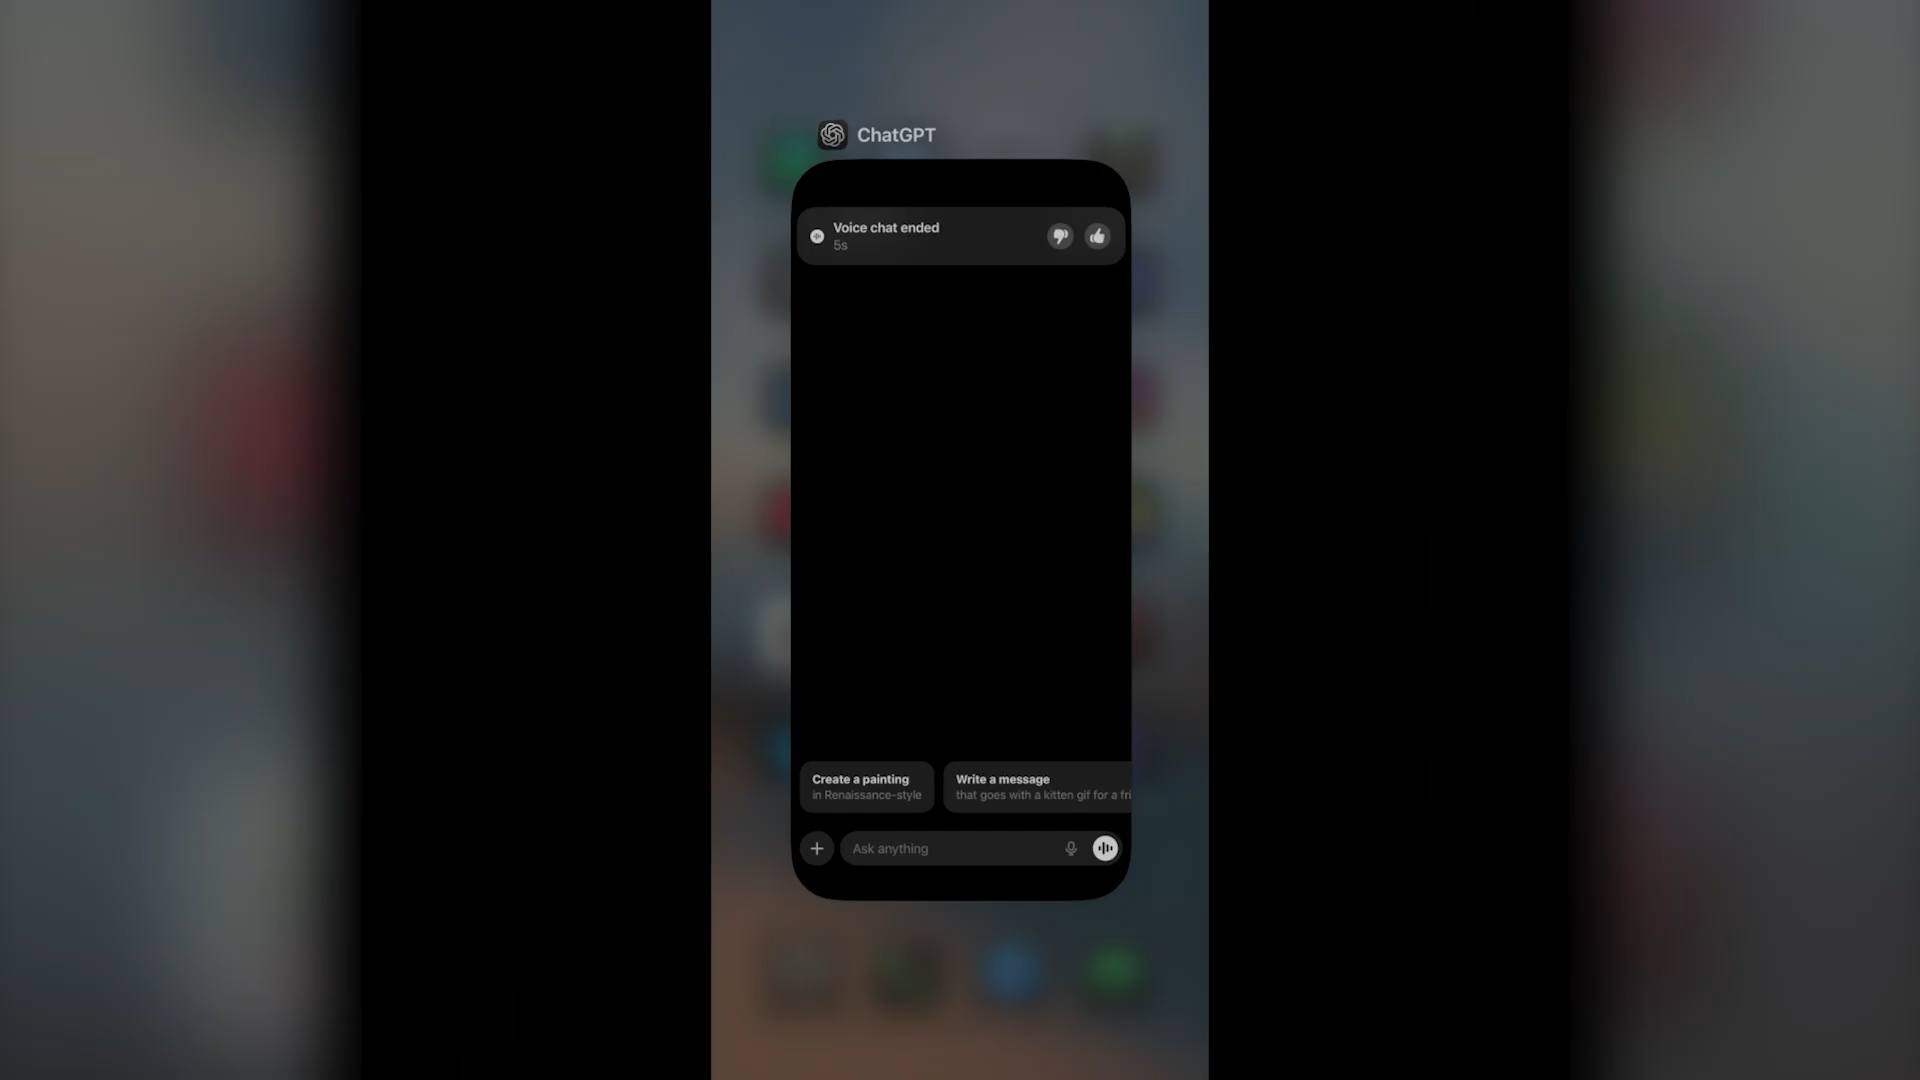 ChatGPT
Voice chat ended
5s
Create a painting
in Renaissance-style
Write a message
that goes with a kitten gif for a fri
Ask anything